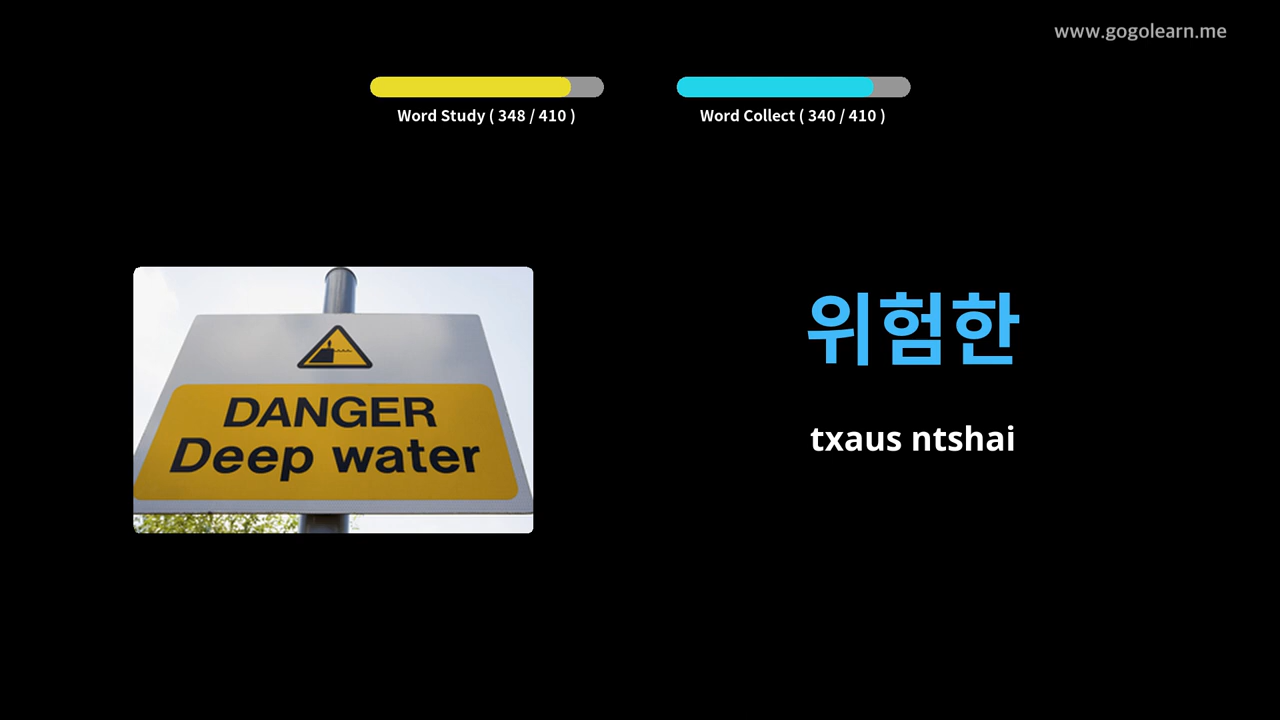 www.gogolearn.me
Word Study ( 348 / 410 )
Word Collect ( 340 / 410 )
DANGER
Deep water
위험한
txaus ntshai